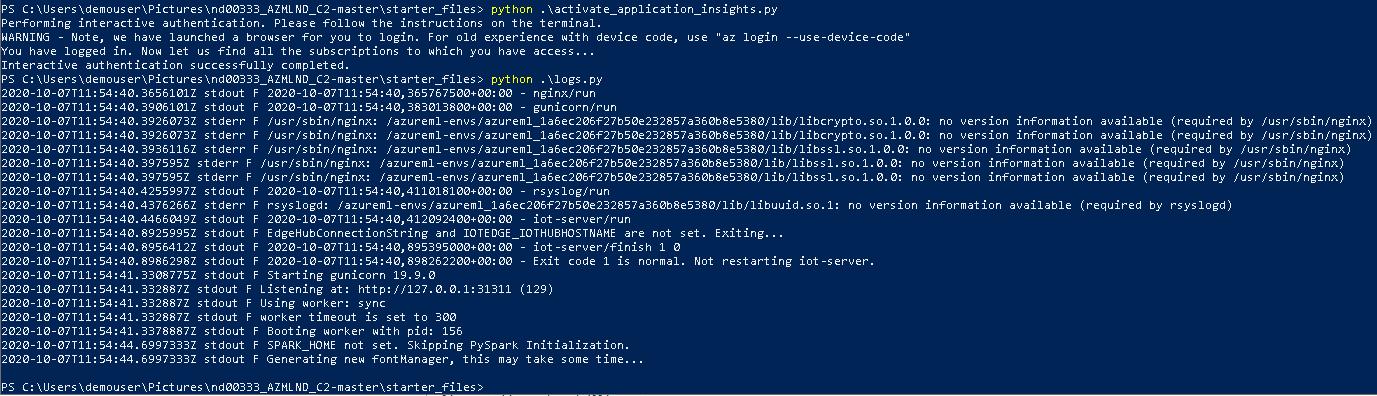 PS C:\Users\demouser\Pictures\nd00333_AZMLND_C2-master\starter_files> python .\activate_application_insights.py
Performing interactive authentication. Please follow the instructions on the terminal.
WARNING - Note, we have launched a browser for you to login. For old experience with device code, use "az login --use-device-code"
You have logged in. Now let us find all the subscriptions to which you have access...
Interactive authentication successfully completed.
PS C:\Users\demouser\Pictures\nd00333_AZMLND_C2-master\starter_files> python .\logs.py
2020-10-07T11:54:40.3656101Z stdout F 2020-10-07T11:54:40,365767500+00:00 - nginx/run
2020-10-07T11:54:40.3906101Z stdout F 2020-10-07T11:54:40,383013800+00:00 - gunicorn/run
2020-10-07T11:54:40.3926073Z stderr F /usr/sbin/nginx: /azureml-envs/azureml_1a6ec206f27b50e232857a360b8e5380/lib/libcrypto.so.1.0.0: no version information available (required by /usr/sbin/nginx)
2020-10-07T11:54:40.3926073Z stderr F /usr/sbin/nginx: /azureml-envs/azureml_1a6ec206f27b50e232857a360b8e5380/lib/libcrypto.so.1.0.0: no version information available (required by /usr/sbin/nginx)
2020-10-07T11:54:40.3936116Z stderr F /usr/sbin/nginx: /azureml-envs/azureml_1a6ec206f27b50e232857a360b8e5380/lib/libssl.so.1.0.0: no version information available (required by /usr/sbin/nginx)
2020-10-07T11:54:40.397595Z stderr F /usr/sbin/nginx: /azureml-envs/azureml_1a6ec206f27b50e232857a360b8e5380/lib/libssl.so.1.0.0: no version information available (required by /usr/sbin/nginx)
2020-10-07T11:54:40.397595Z stderr F /usr/sbin/nginx: /azureml-envs/azureml_1a6ec206f27b50e232857a360b8e5380/lib/libssl.so.1.0.0: no version information available (required by /usr/sbin/nginx)
2020-10-07T11:54:40.4255997Z stdout F 2020-10-07T11:54:40,411018100+00:00 - rsyslog/run
2020-10-07T11:54:40.4376266Z stderr F rsyslogd: /azureml-envs/azureml_1a6ec206f27b50e232857a360b8e5380/lib/libuuid.so.1: no version information available (required by rsyslogd)
2020-10-07T11:54:40.4466049Z stdout F 2020-10-07T11:54:40,412092400+00:00 - iot-server/run
2020-10-07T11:54:40.8925995Z stdout F EdgeHubConnectionString and IOTEDGE_IOTHUBHOSTNAME are not set. Exiting...
2020-10-07T11:54:40.8956412Z stdout F 2020-10-07T11:54:40,895395000+00:00 - iot-server/finish 1 0
2020-10-07T11:54:40.8986298Z stdout F 2020-10-07T11:54:40,898262200+00:00 - Exit code 1 is normal. Not restarting iot-server.
2020-10-07T11:54:41.3308775Z stdout F Starting gunicorn 19.9.0
2020-10-07T11:54:41.332887Z stdout F Listening at: http://127.0.0.1:31311 (129)
2020-10-07T11:54:41.332887Z stdout F Using worker: sync
2020-10-07T11:54:41.332887Z stdout F worker timeout is set to 300
2020-10-07T11:54:41.3378887Z stdout F Booting worker with pid: 156
2020-10-07T11:54:44.6997333Z stdout F SPARK_HOME not set. Skipping PySpark Initialization.
2020-10-07T11:54:44.6997333Z stdout F Generating new fontManager, this may take some time...
PS C:\Users\demouser\Pictures\nd00333_AZMLND_C2-master\starter_files>